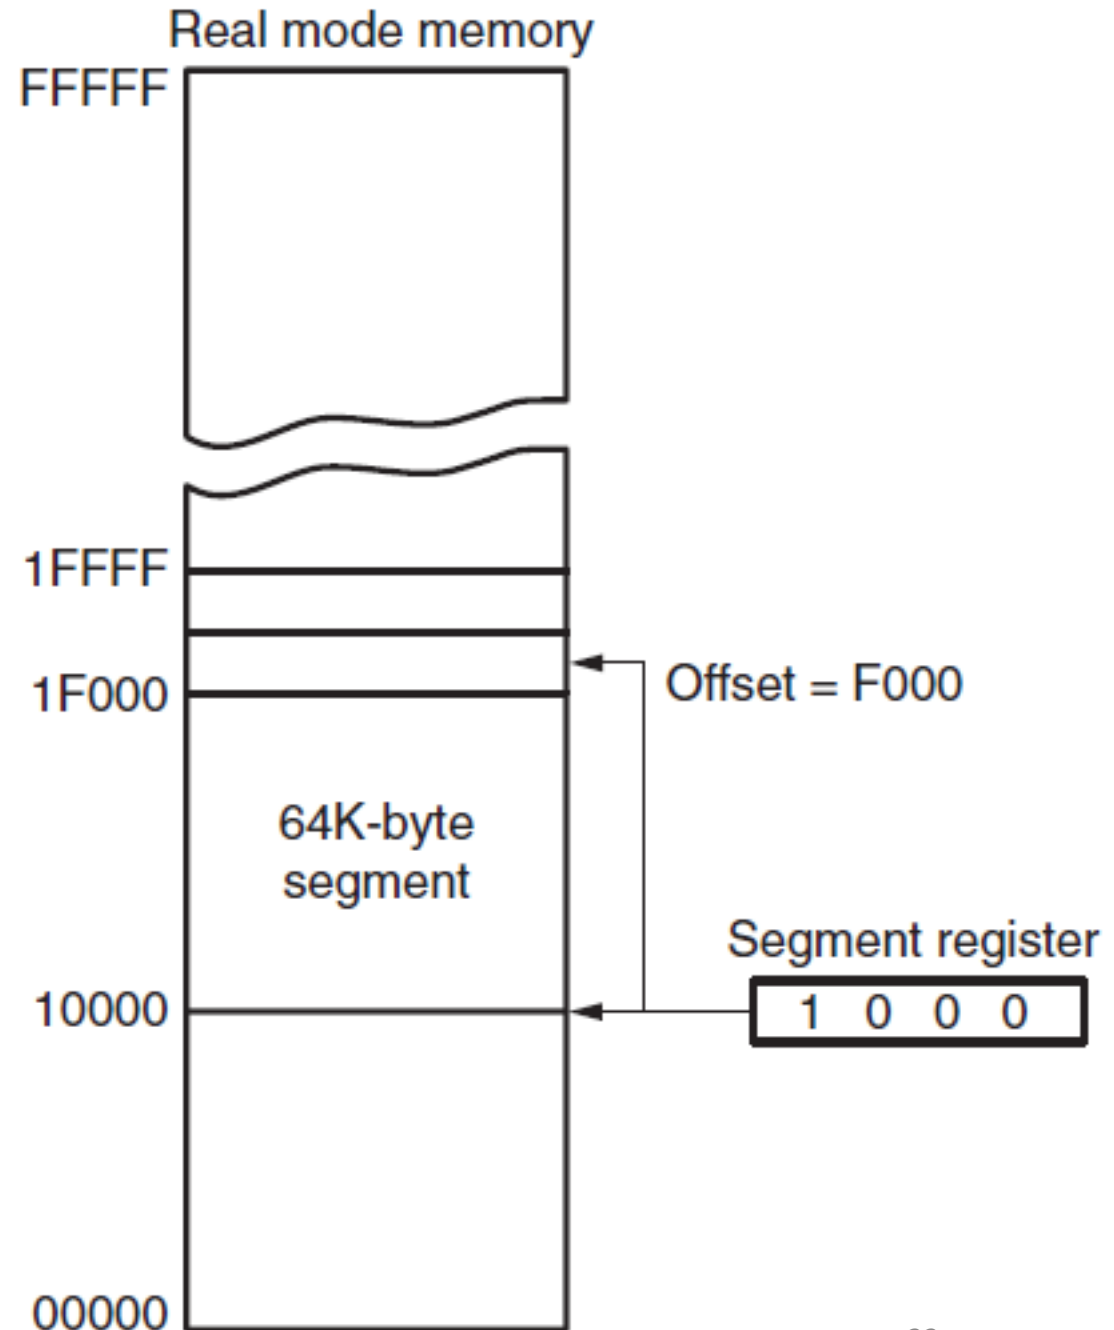 Real mode memory
FFFFF
1FFFF
1F000
Offset = F000
64K-byte
segment
Segment register
10000
1 0 0 0
00000